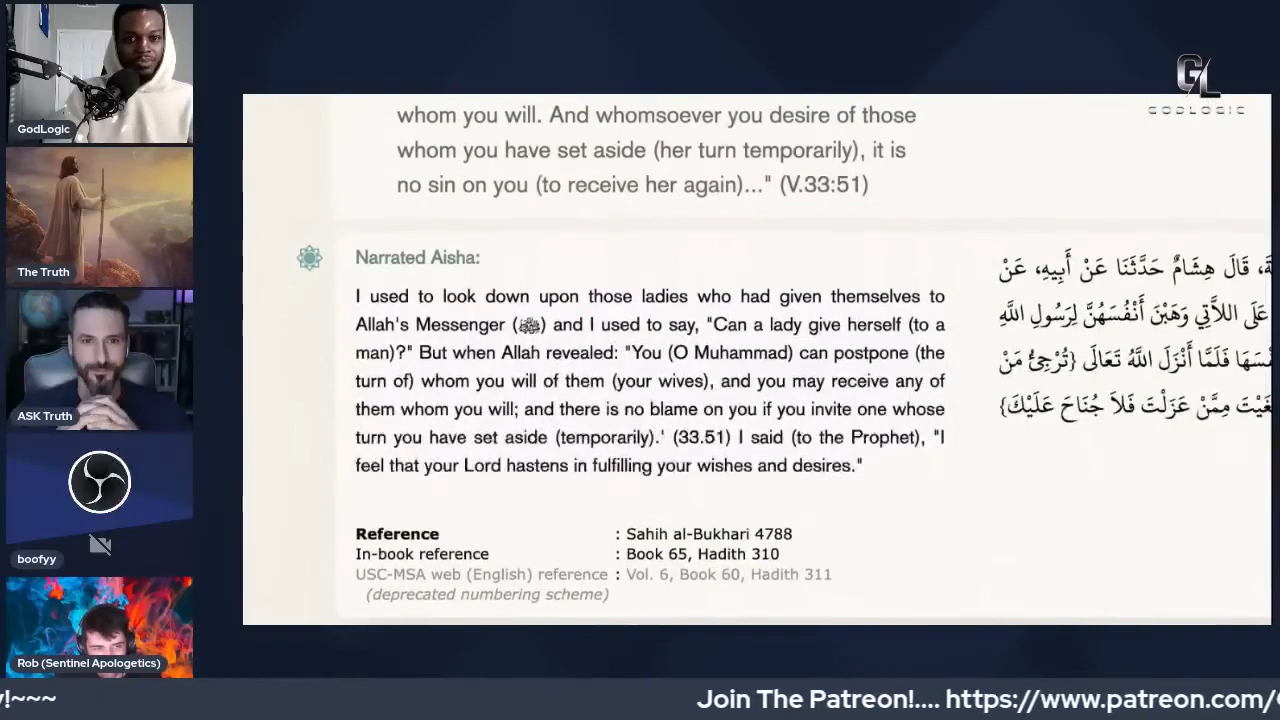 GodLogic
The Truth
ASK Truth
boofyy
Rob (Sentinel Apologetics)
GL
GODLOGIC
whom you will. And whomsoever you desire of those
whom you have set aside (her turn temporarily), it is
no sin on you (to receive her again)..." (V.33:51)
Narrated Aisha:
I used to look down upon those ladies who had given themselves to
Allah's Messenger (ﷺ) and I used to say, "Can a lady give herself (to a
man)?" But when Allah revealed: "You (O Muhammad) can postpone (the
turn of) whom you will of them (your wives), and you may receive any of
them whom you will; and there is no blame on you if you invite one whose
turn you have set aside (temporarily).' (33.51) I said (to the Prophet), "I
feel that your Lord hastens in fulfilling your wishes and desires."
قَالَ هِشَامٌ حَدَّثَنَا عَنْ أَبِيهِ، عَنْ
عَلَى اللاَّتِي وَهَبْنَ أَنْفُسَهُنَّ لِرَسُولِ اللَّهِ
فَلَمَّا أَنْزَلَ اللَّهُ تَعَالَى {تُرْجِئُ مَنْ
مِمَّنْ عَزَلْتَ فَلاَ جُنَاحَ عَلَيْكَ}
Reference : Sahih al-Bukhari 4788
In-book reference : Book 65, Hadith 310
USC-MSA web (English) reference : Vol. 6, Book 60, Hadith 311
(deprecated numbering scheme)
y!~~~ Join The Patreon!.... https://www.patreon.com/